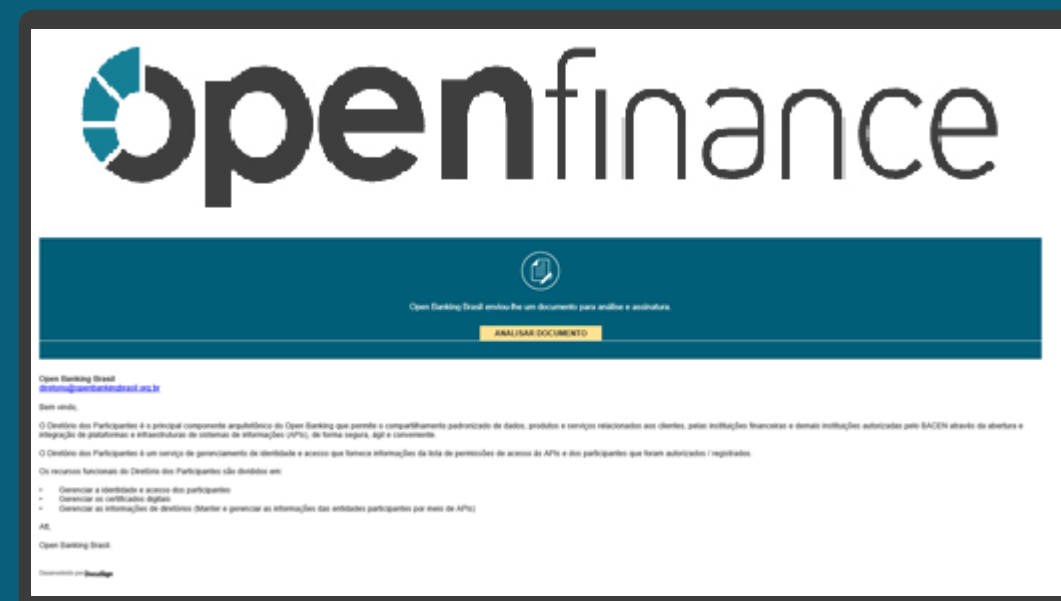 openfinance
Open Banking Brasil enviou-lhe um documento para análise e assinatura.
ANALISAR DOCUMENTO
Open Banking Brasil
diretorio@openbankingbrasil.org.br
Bem vindo,
O Diretório dos Participantes é o principal componente arquitetônico do Open Banking que permite o compartilhamento padronizado de dados, produtos e serviços relacionados aos clientes, pelas instituições financeiras e demais instituições autorizadas pelo BACEN através da abertura e
integração de plataformas e infraestruturas de sistemas de informações (APIs), de forma segura, ágil e conveniente.
O Diretório dos Participantes é um serviço de gerenciamento de identidade e acesso que fornece informações da lista de permissões de acesso às APIs e dos participantes que foram autorizados / registrados.
Os recursos funcionais do Diretório dos Participantes são divididos em:
- Gerenciar a identidade e acesso dos participantes
- Gerenciar os certificados digitais
- Gerenciar as informações de diretórios (Manter e gerenciar as informações das entidades participantes por meio de APIs)
Att,
Open Banking Brasil.
Desenvolvido por DocuSign